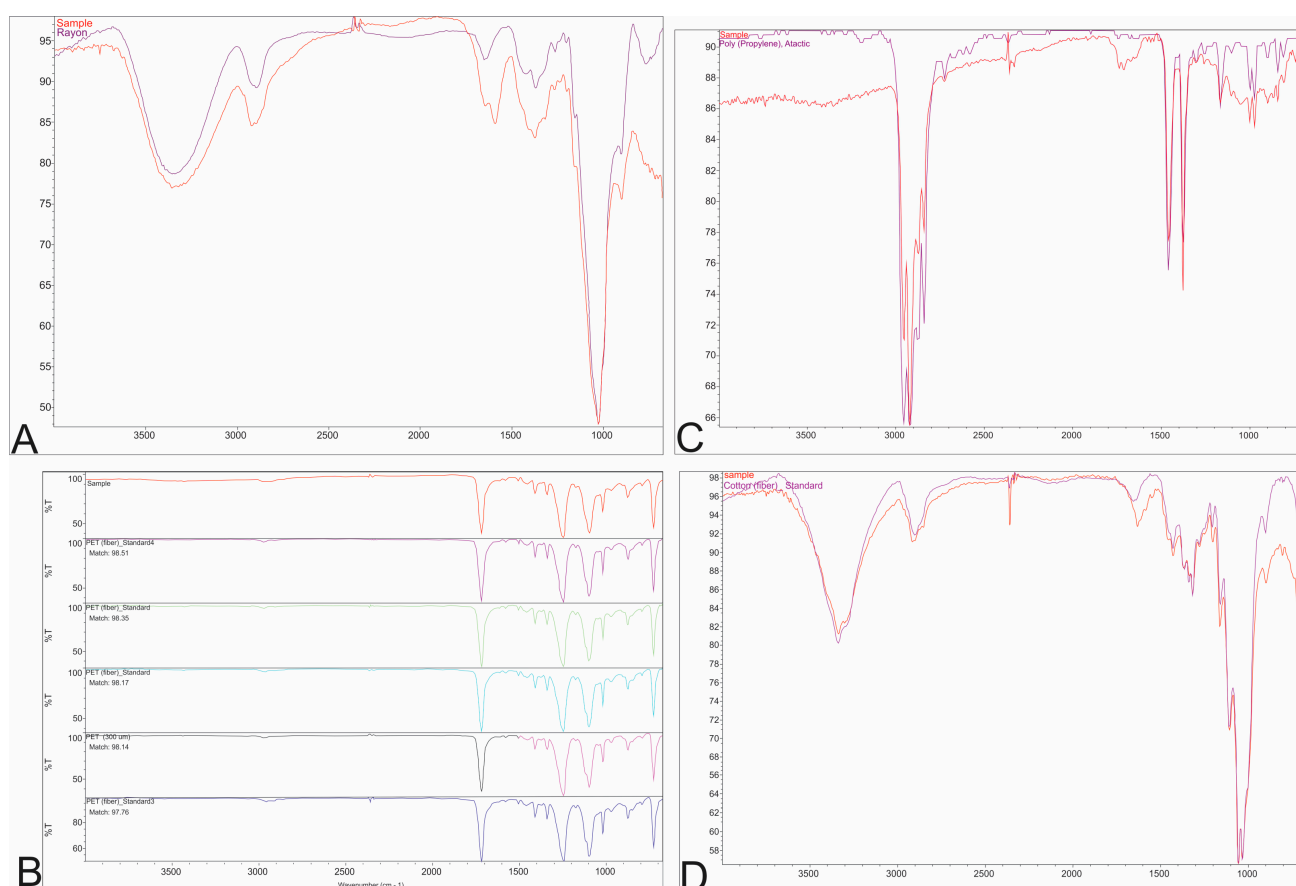 Sample
Rayon
95
90
85
80
75
70
65
60
55
50
3500
3000
2500
2000
1500
1000
A
Sample
Poly (Propylene), Atactic
90
88
86
84
82
80
78
76
74
72
70
68
66
3500
3000
2500
2000
1500
1000
C
100
Sample
%T
50
PET (fiber)_Standard4
100
Match: 98.51
%T
50
PET (fiber)_Standard
100
Match: 98.35
%T
50
PET (fiber)_Standard
100
Match: 98.17
%T
50
PET (300 um)
100
Match: 98.14
%T
50
PET (fiber)_Standard3
Match: 97.76
%T
80
60
3500
3000
2500
2000
1500
1000
Wavenumber (cm - 1)
B
sample
Cotton (fiber)_ Standard
98
96
94
92
90
88
86
84
82
80
78
76
74
72
70
68
66
64
62
60
58
3500
3000
2500
2000
1500
1000
D